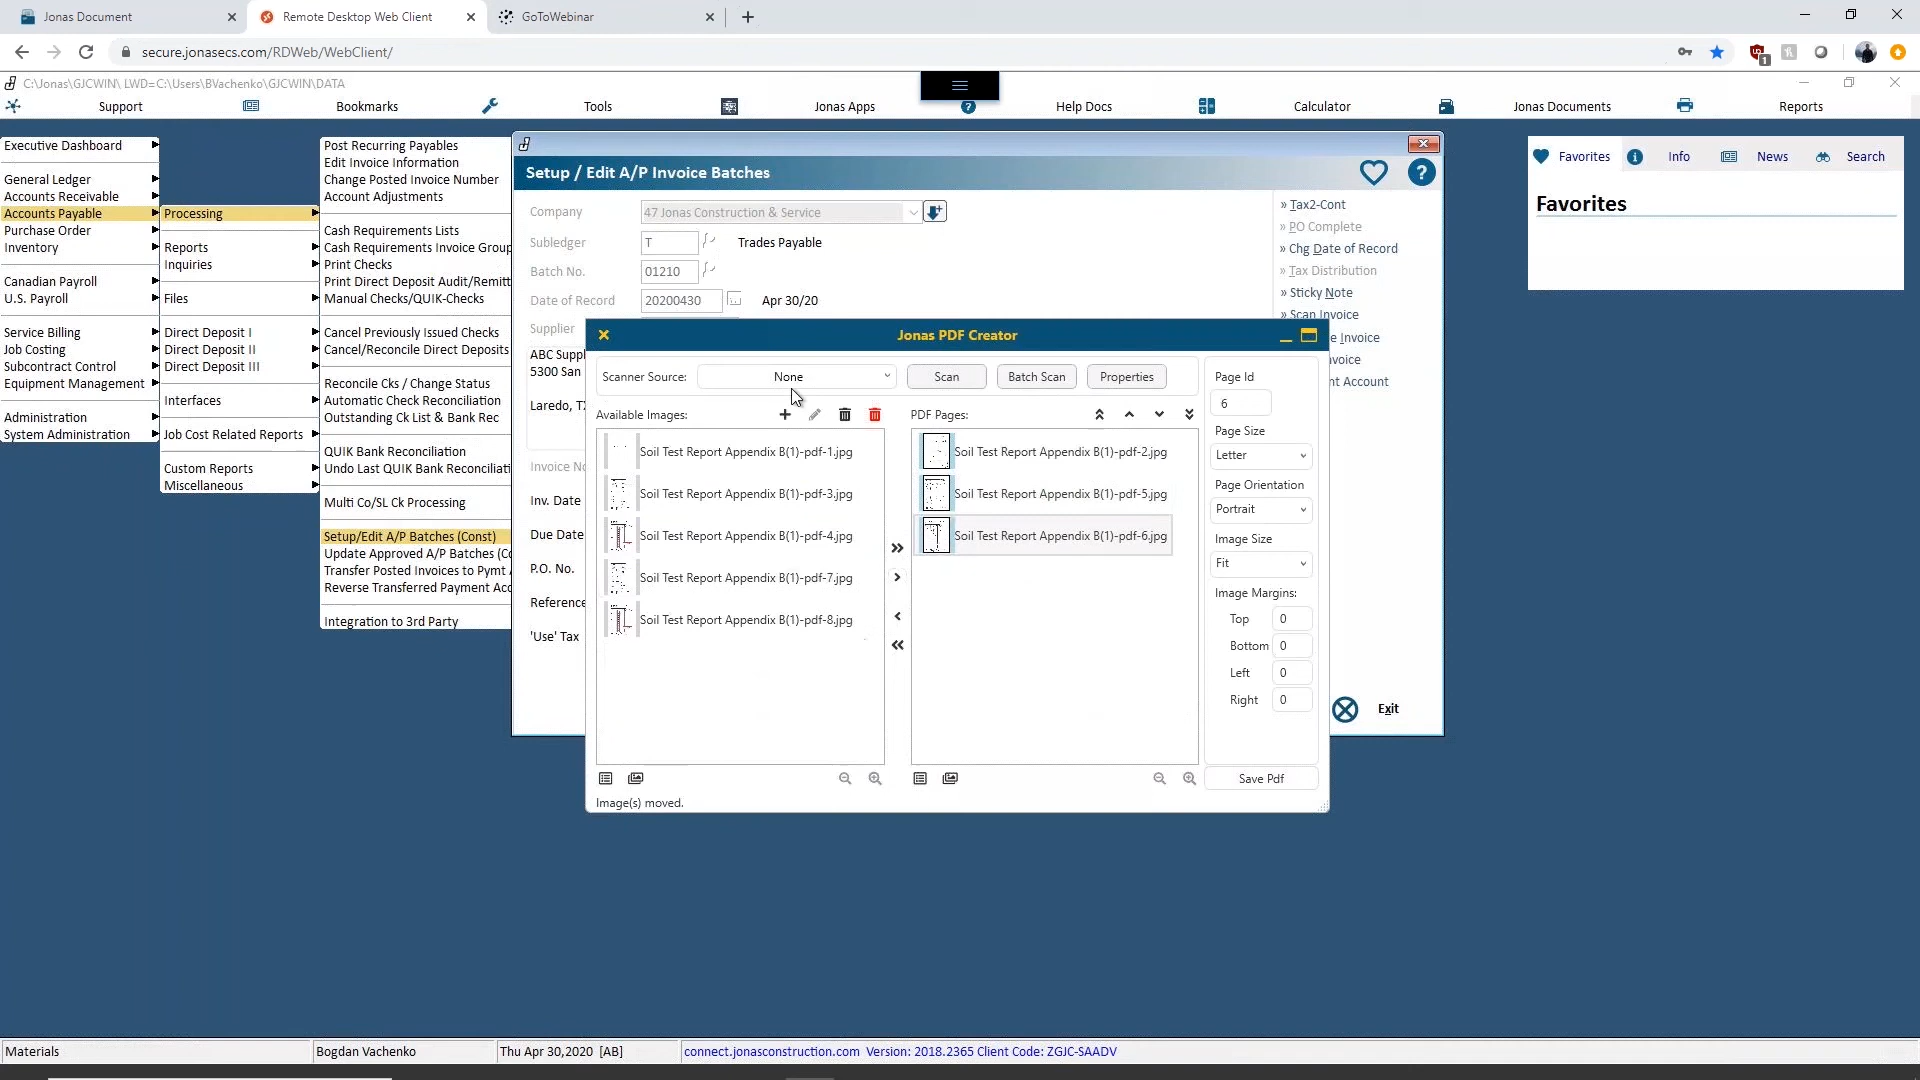 Jonas Document
Remote Desktop Web Client
GoToWebinar
secure.jonasecs.com/RDWeb/WebClient/
C:\Jonas\GJCWIN\ LWD=C:\Users\BVachenko\GJCWIN\DATA
Support Bookmarks Tools Jonas Apps Help Docs Calculator Jonas Documents Reports
Executive Dashboard
General Ledger
Accounts Receivable
Accounts Payable
Purchase Order
Inventory
Canadian Payroll
U.S. Payroll
Service Billing
Job Costing
Subcontract Control
Equipment Management
Administration
System Administration
Processing
Reports
Inquiries
Files
Direct Deposit I
Direct Deposit II
Direct Deposit III
Interfaces
Job Cost Related Reports
Custom Reports
Miscellaneous
Post Recurring Payables
Edit Invoice Information
Change Posted Invoice Number
Account Adjustments
Cash Requirements Lists
Cash Requirements Invoice Group
Print Checks
Print Direct Deposit Audit/Remitt
Manual Checks/QUIK-Checks
Cancel Previously Issued Checks
Cancel/Reconcile Direct Deposits
Reconcile Cks / Change Status
Automatic Check Reconciliation
Outstanding Ck List & Bank Rec
QUIK Bank Reconciliation
Undo Last QUIK Bank Reconciliati
Multi Co/SL Ck Processing
Setup/Edit A/P Batches (Const)
Update Approved A/P Batches (Co
Transfer Posted Invoices to Pymt A
Reverse Transferred Payment Acc
Integration to 3rd Party
Setup / Edit A/P Invoice Batches
?
Company 47 Jonas Construction & Service
Subledger T Trades Payable
Batch No. 01210
Date of Record 20200430 Apr 30/20
Supplier
ABC Suppl
5300 San
Laredo, TX
Invoice No
Inv. Date
Due Date
P.O. No.
Reference
'Use' Tax
» Tax2-Cont
» PO Complete
» Chg Date of Record
» Tax Distribution
» Sticky Note
» Scan Invoice
e Invoice
voice
nt Account
Exit
Jonas PDF Creator
Scanner Source: None Scan Batch Scan Properties
Available Images:
Soil Test Report Appendix B(1)-pdf-1.jpg
Soil Test Report Appendix B(1)-pdf-3.jpg
Soil Test Report Appendix B(1)-pdf-4.jpg
Soil Test Report Appendix B(1)-pdf-7.jpg
Soil Test Report Appendix B(1)-pdf-8.jpg
PDF Pages:
Soil Test Report Appendix B(1)-pdf-2.jpg
Soil Test Report Appendix B(1)-pdf-5.jpg
Soil Test Report Appendix B(1)-pdf-6.jpg
Page Id
6
Page Size
Letter
Page Orientation
Portrait
Image Size
Fit
Image Margins:
Top 0
Bottom 0
Left 0
Right 0
Save Pdf
Image(s) moved.
Favorites Info News Search
Favorites
Materials
Bogdan Vachenko
Thu Apr 30,2020 [AB]
connect.jonasconstruction.com Version: 2018.2365 Client Code: ZGJC-SAADV